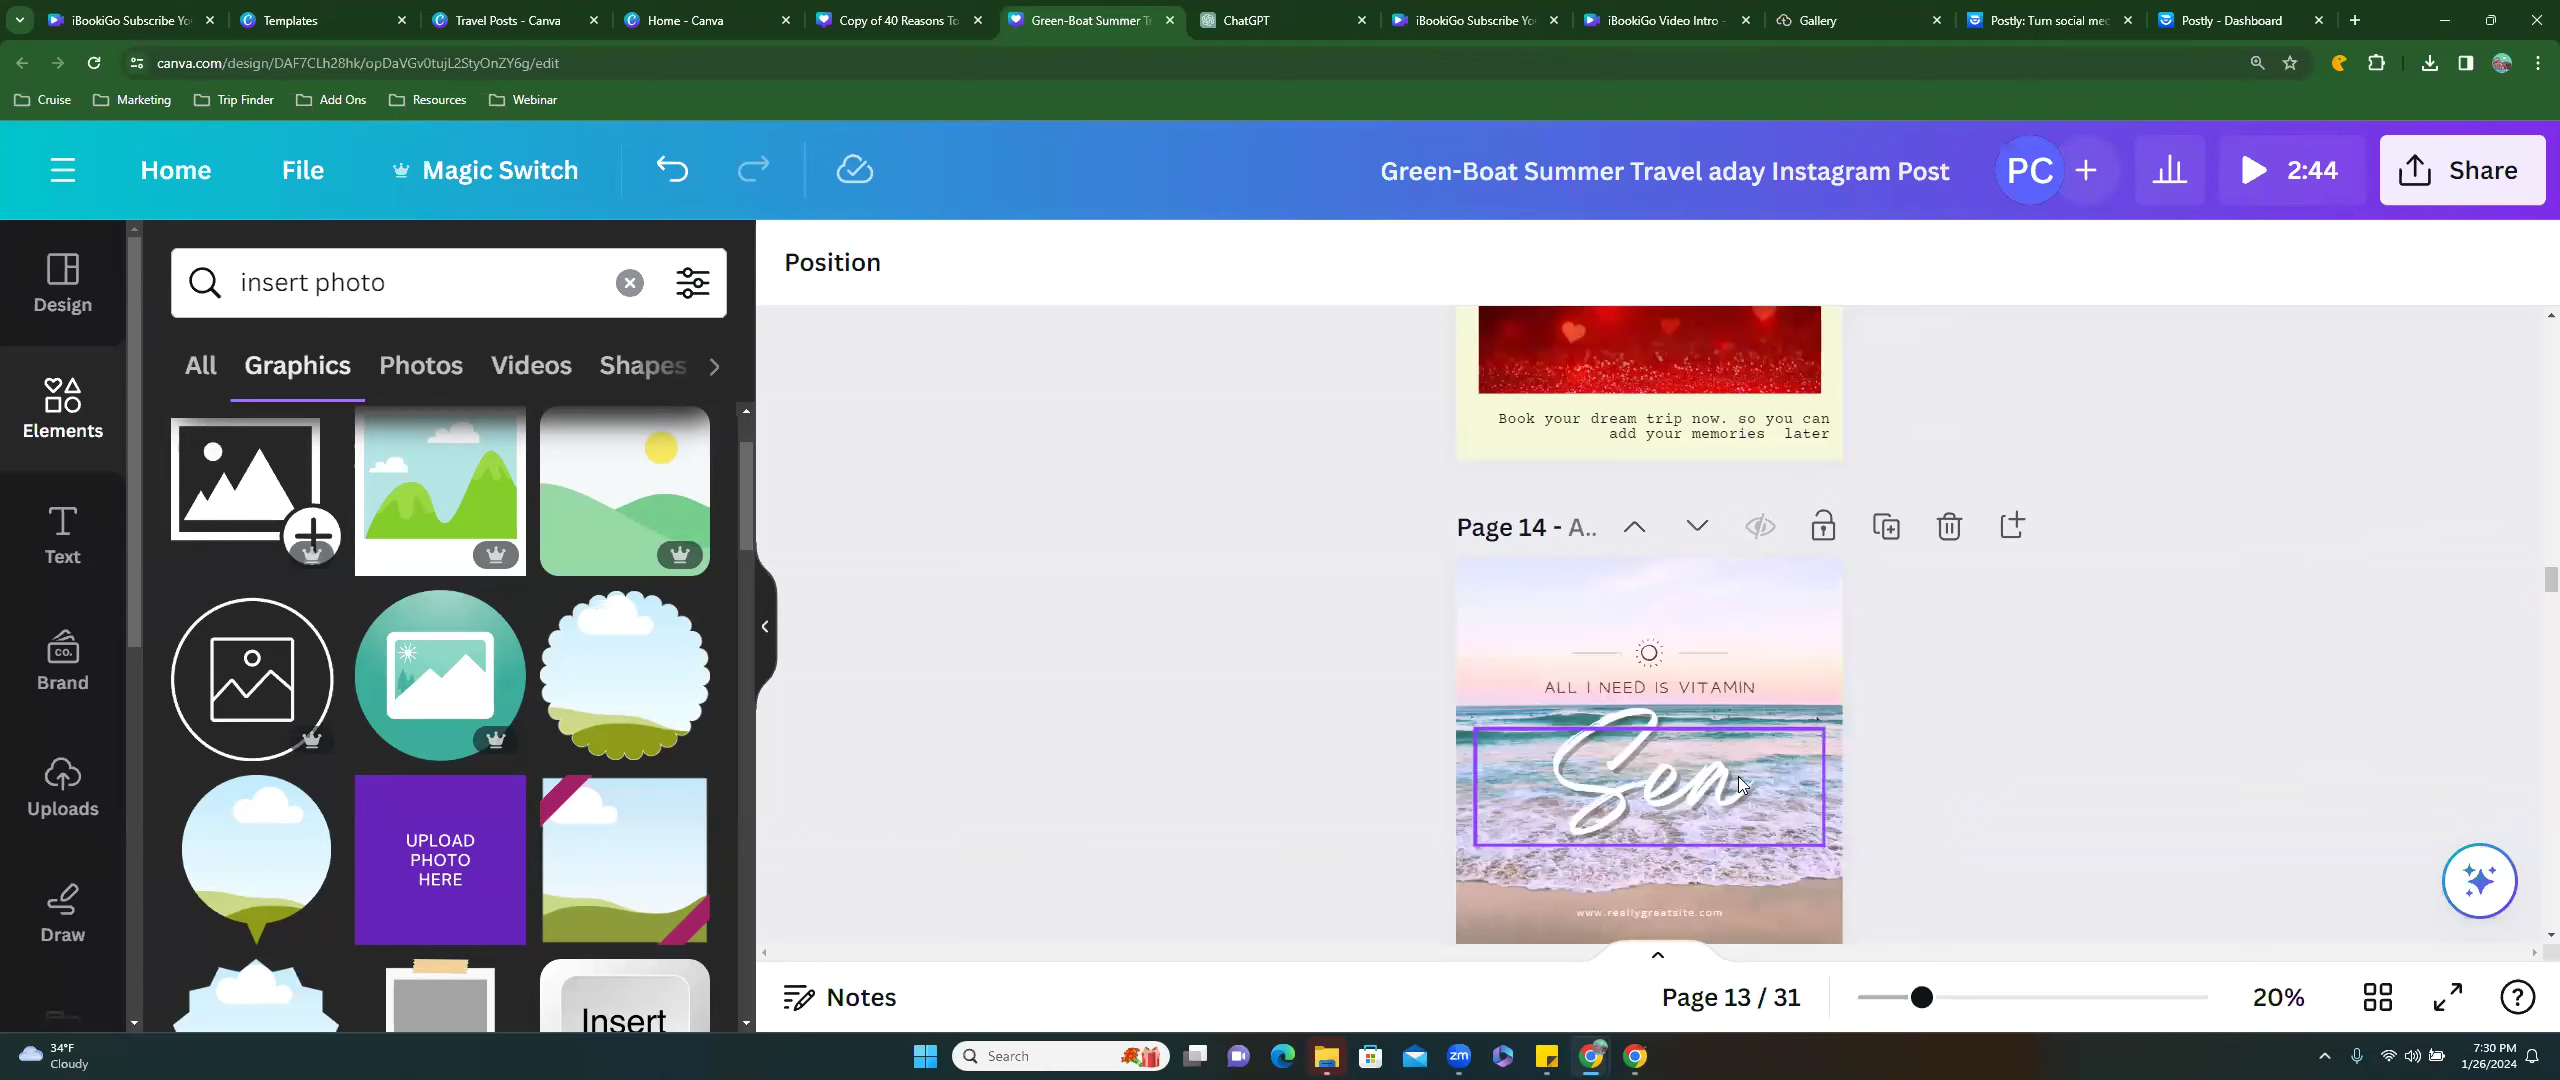 iBookiGo Subscribe Yo
Templates
Travel Posts - Canva
Home - Canva
Copy of 40 Reasons To
Green-Boat Summer Tr
ChatGPT
iBookiGo Subscribe Yo
iBookiGo Video Intro -
Gallery
Postly: Turn social mec
Postly - Dashboard
canva.com/design/DAF7CLh28hk/opDaVGv0tujL2StyOnZY6g/edit
Cruise
Marketing
Trip Finder
Add Ons
Resources
Webinar
Home
File
Magic Switch
Green-Boat Summer Travel aday Instagram Post
PC
2:44
Share
Design
Elements
Text
CO.
Brand
Uploads
Draw
insert photo
All
Graphics
Photos
Videos
Shapes
UPLOAD
PHOTO
HERE
Insert
Position
Book your dream trip now. so you can
add your memories later
Page 14 - A..
ALL I NEED IS VITAMIN
Sea
www.reallygreatsite.com
Notes
Page 13 / 31
20%
34°F
Cloudy
Search
zm
7:30 PM
1/26/2024